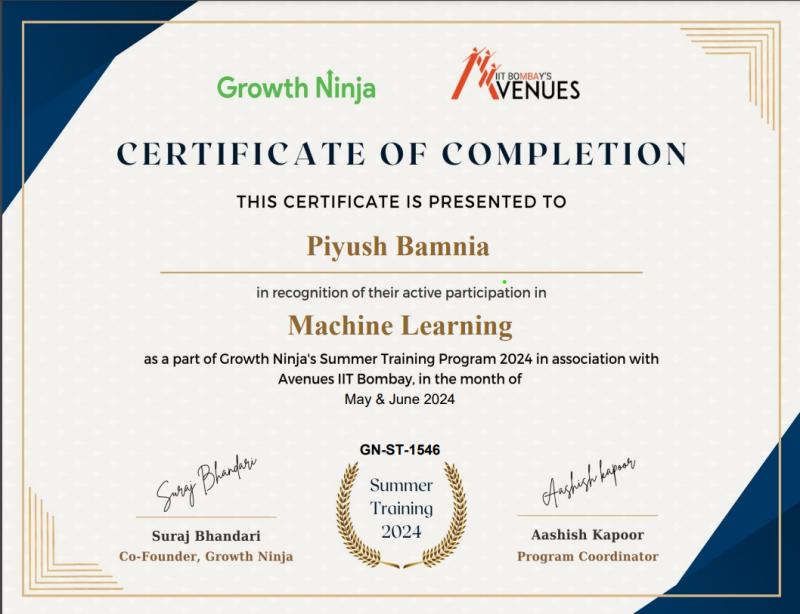 Growth Ninja
IIT BOMBAY'S
AVENUES
CERTIFICATE OF COMPLETION
THIS CERTIFICATE IS PRESENTED TO
Piyush Bamnia
in recognition of their active participation in
Machine Learning
as a part of Growth Ninja's Summer Training Program 2024 in association with
Avenues IIT Bombay, in the month of
May & June 2024
GN-ST-1546
Summer
Training
2024
Suraj Bhandari
Suraj Bhandari
Co-Founder, Growth Ninja
Aashish kapoor
Aashish Kapoor
Program Coordinator